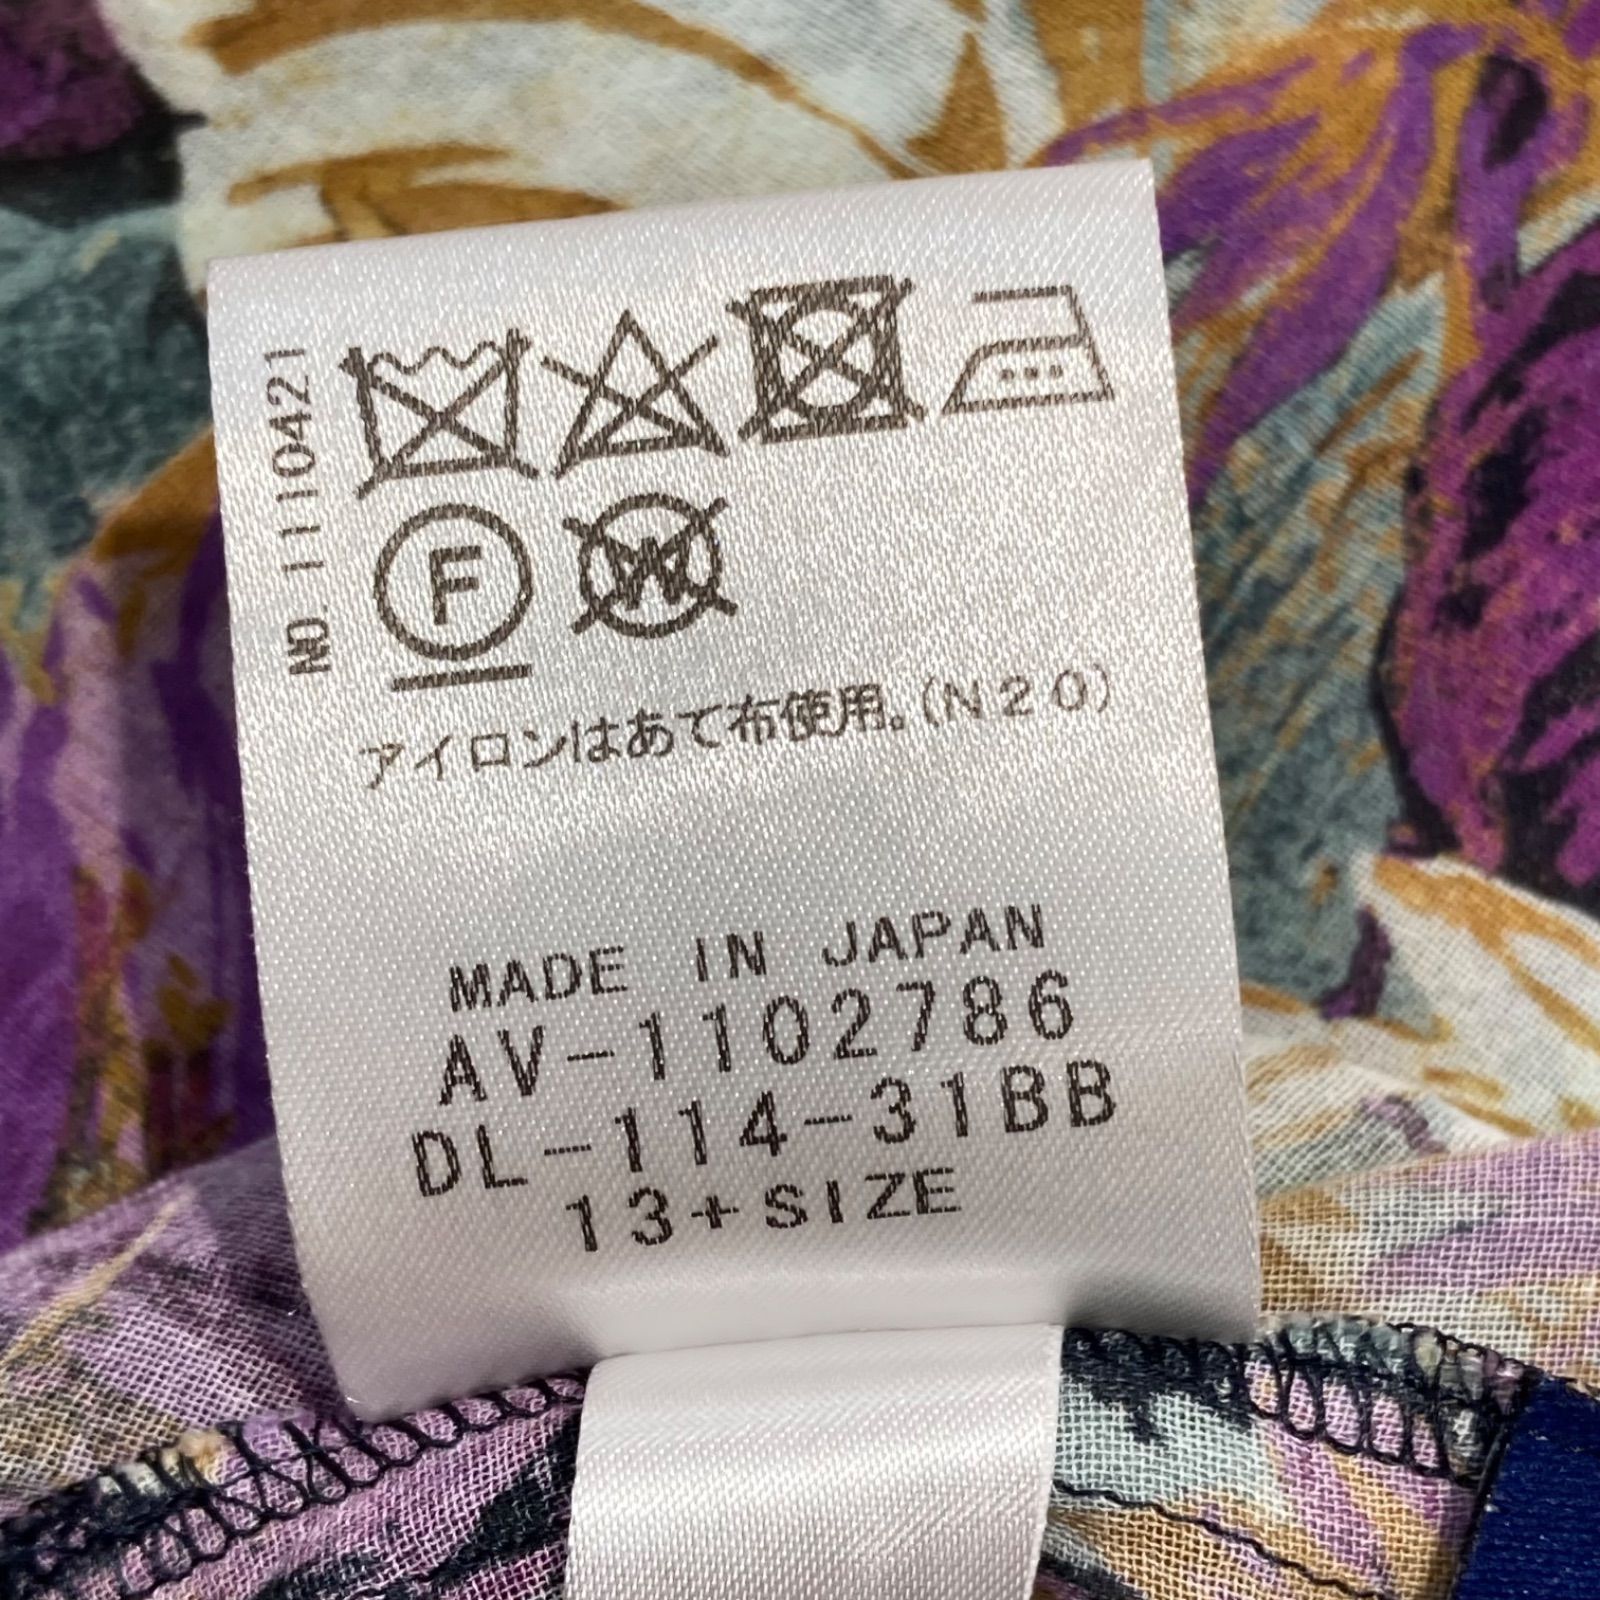 NO.1110421
F
W
アイロンはあて布使用。(N20)
MADE IN JAPAN
AV-1102786
DL-114-31BB
13+SIZE